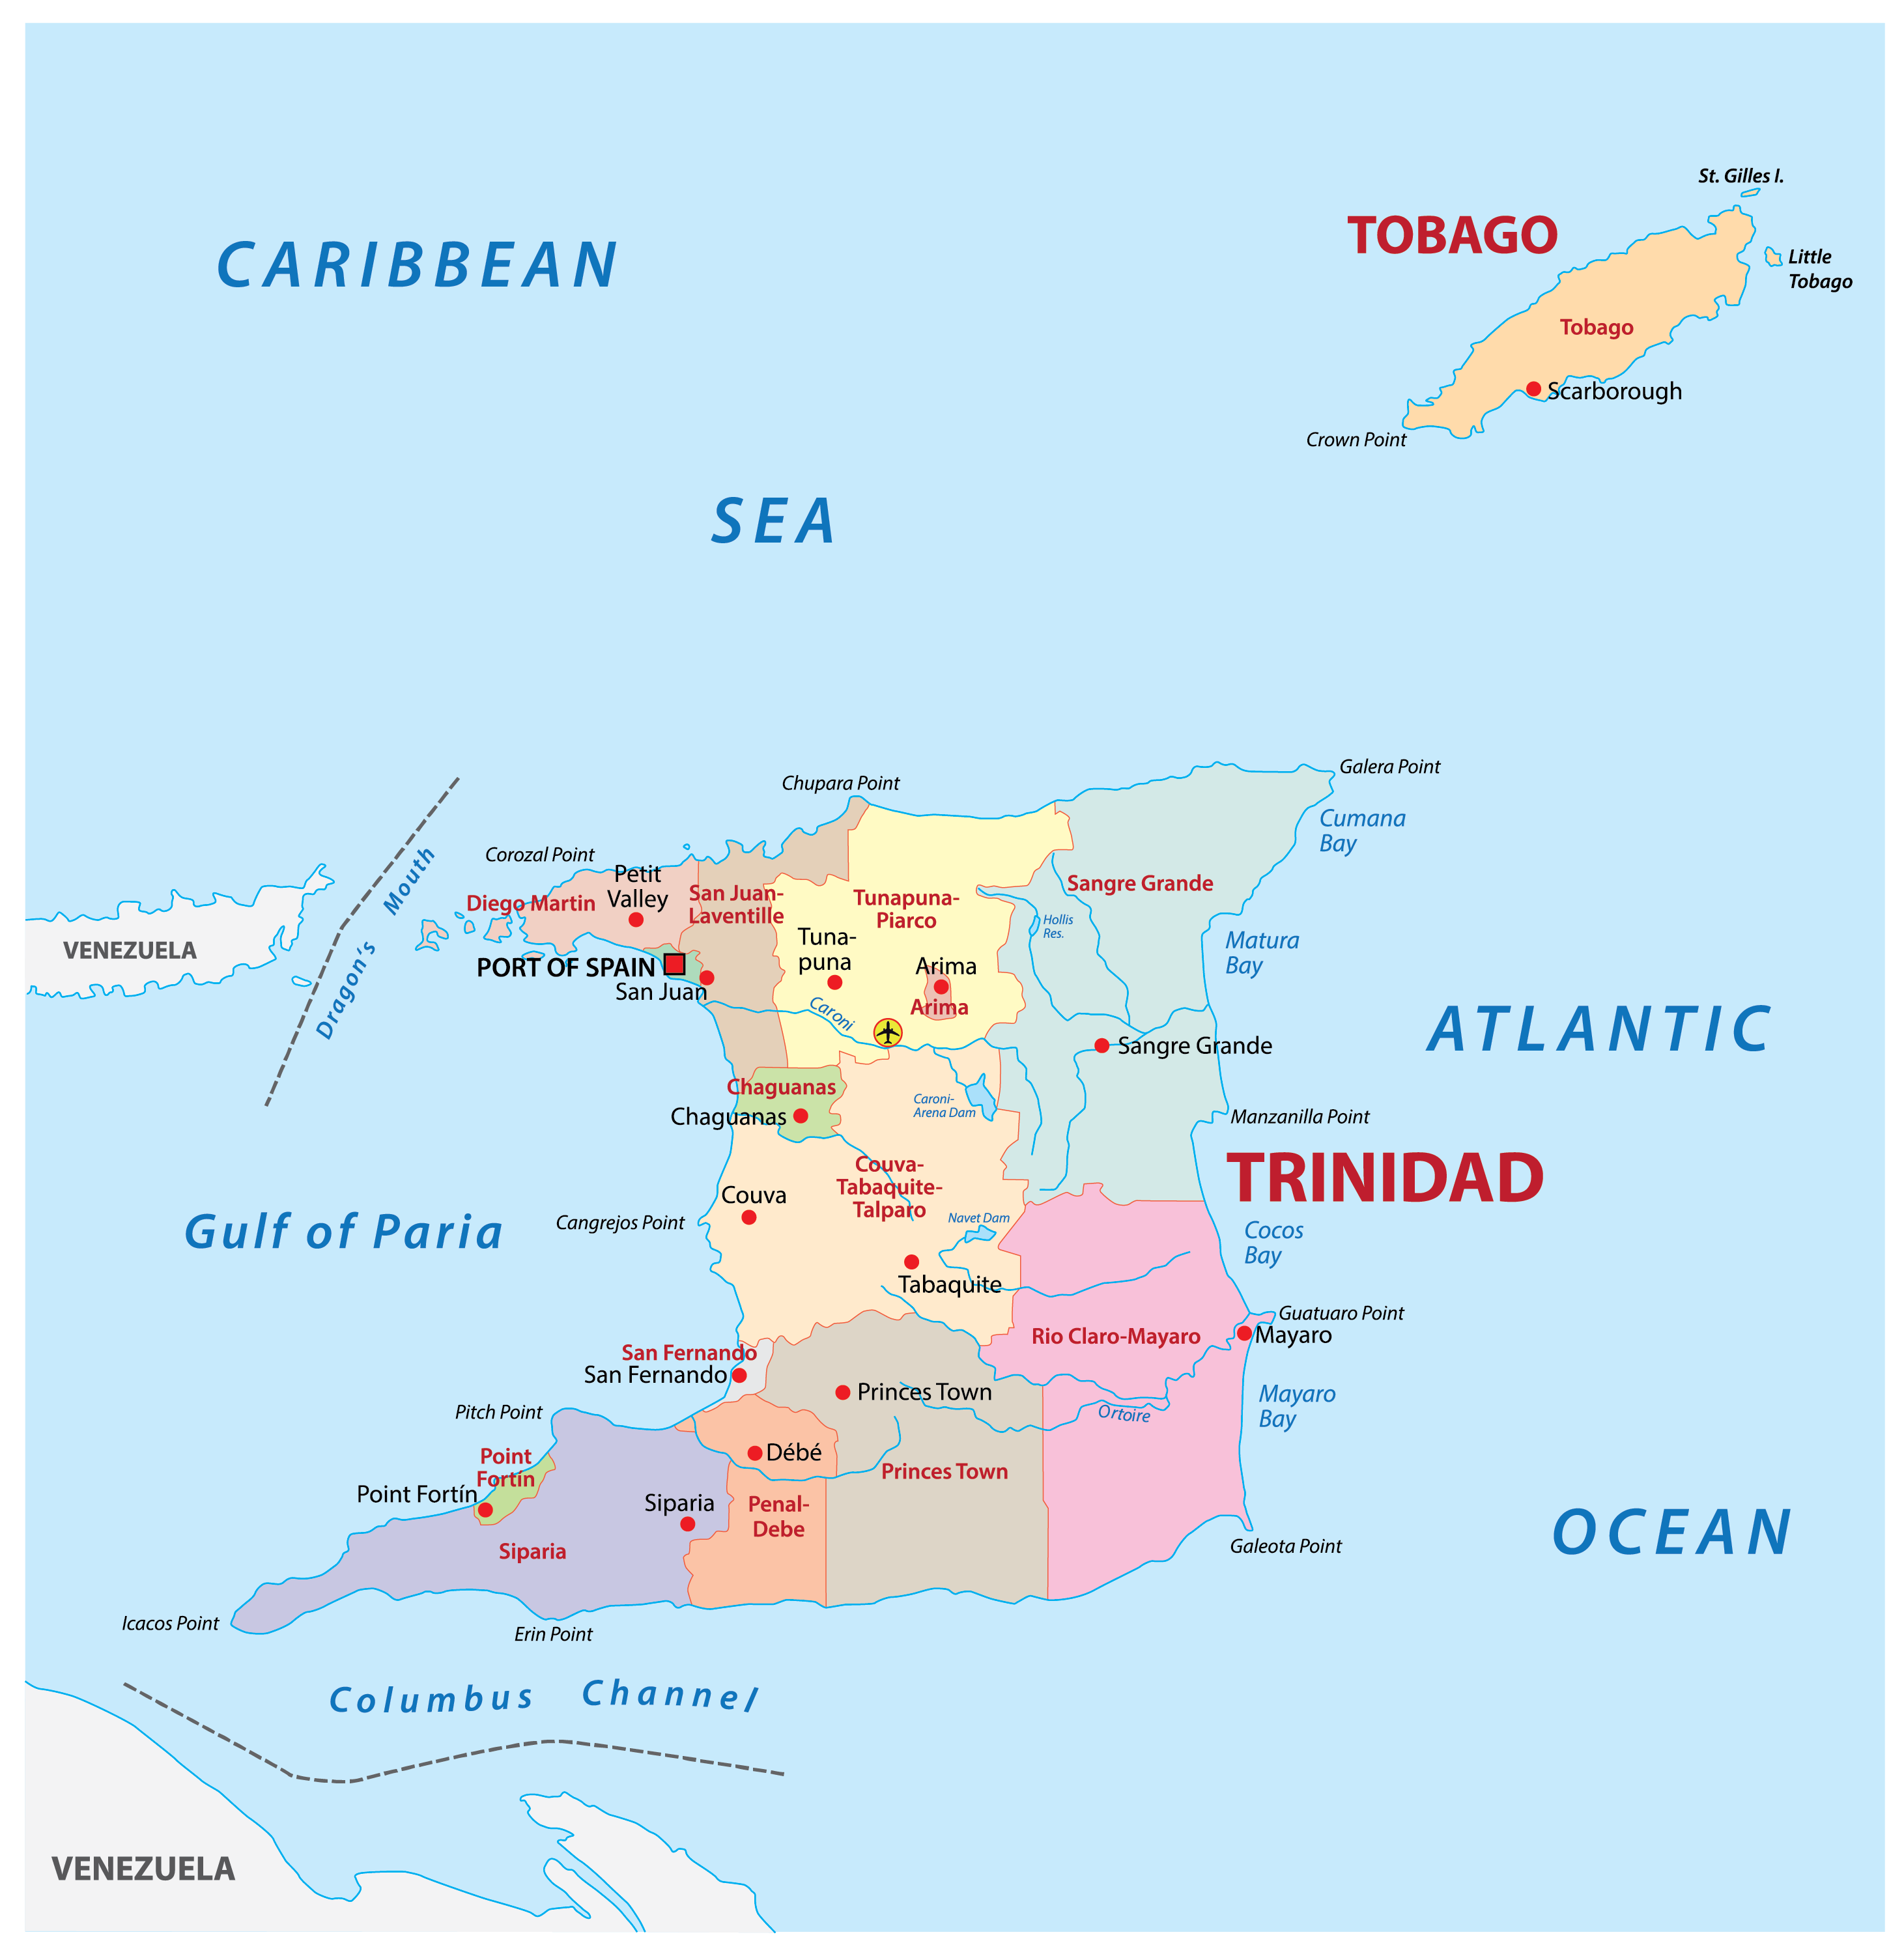 St. Gilles I.
TOBAGO
CARIBBEAN
Little
Tobago
Tobago
Scarborough
Crown Point
SEA
Galera Point
Chupara Point
Cumana
Bay
Corozal Point
Dragon's Mouth
Petit
Valley
Diego Martin
San Juan-
Laventille
Tunapuna-
Piarco
Sangre Grande
Hollis
Res.
VENEZUELA
Tuna-
puna
Matura
Bay
PORT OF SPAIN
Arima
San Juan
Arima
Caroni
ATLANTIC
Sangre Grande
Chaguanas
Caroni-
Arena Dam
Chaguanas
Manzanilla Point
Couva-
Tabaquite-
Talparo
TRINIDAD
Couva
Gulf of Paria
Cangrejos Point
Navet Dam
Cocos
Bay
Tabaquite
Guatuaro Point
Rio Claro-Mayaro
Mayaro
San Fernando
San Fernando
Princes Town
Mayaro
Bay
Pitch Point
Ortoire
Point
Fortín
Débé
Princes Town
Point Fortín
Siparia
Penal-
Debe
OCEAN
Siparia
Galeota Point
Icacos Point
Erin Point
Columbus Channel
VENEZUELA